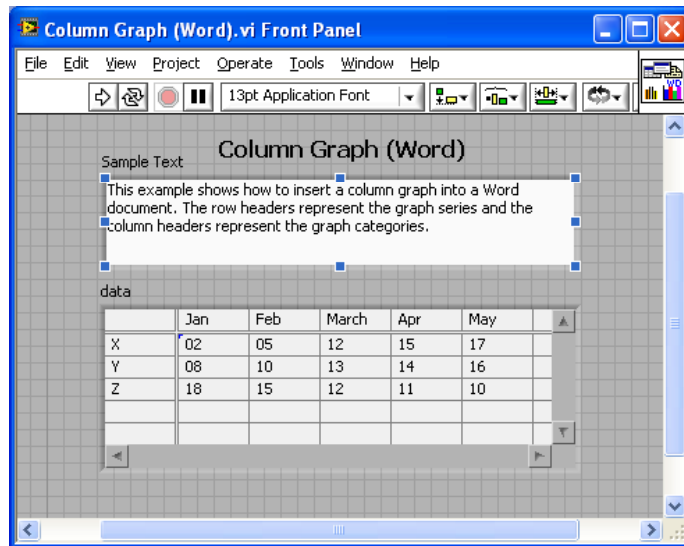 Column Graph (Word).vi Front Panel
File Edit View Project Operate Tools Window Help
13pt Application Font
Column Graph (Word)
Sample Text
This example shows how to insert a column graph into a Word
document. The row headers represent the graph series and the
column headers represent the graph categories.
data
Jan Feb March Apr May
X 02 05 12 15 17
Y 08 10 13 14 16
Z 18 15 12 11 10